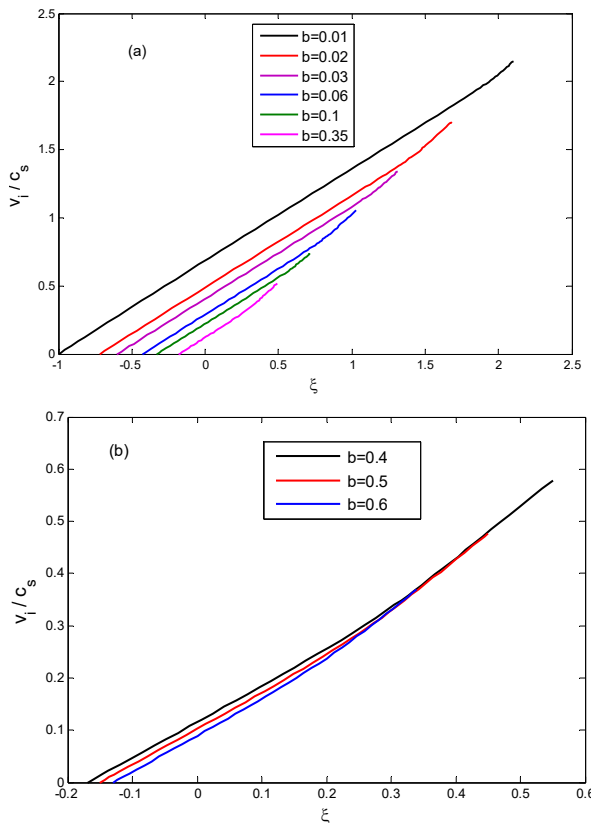 (a)
b=0.01
b=0.02
b=0.03
b=0.06
b=0.1
b=0.35
2.5
2
1.5
1
0.5
0
v_i / c_s
-1 -0.5 0 0.5 1 1.5 2 2.5
ξ
(b)
b=0.4
b=0.5
b=0.6
0.7
0.6
0.5
0.4
0.3
0.2
0.1
0
v_i / c_s
-0.2 -0.1 0 0.1 0.2 0.3 0.4 0.5 0.6
ξ